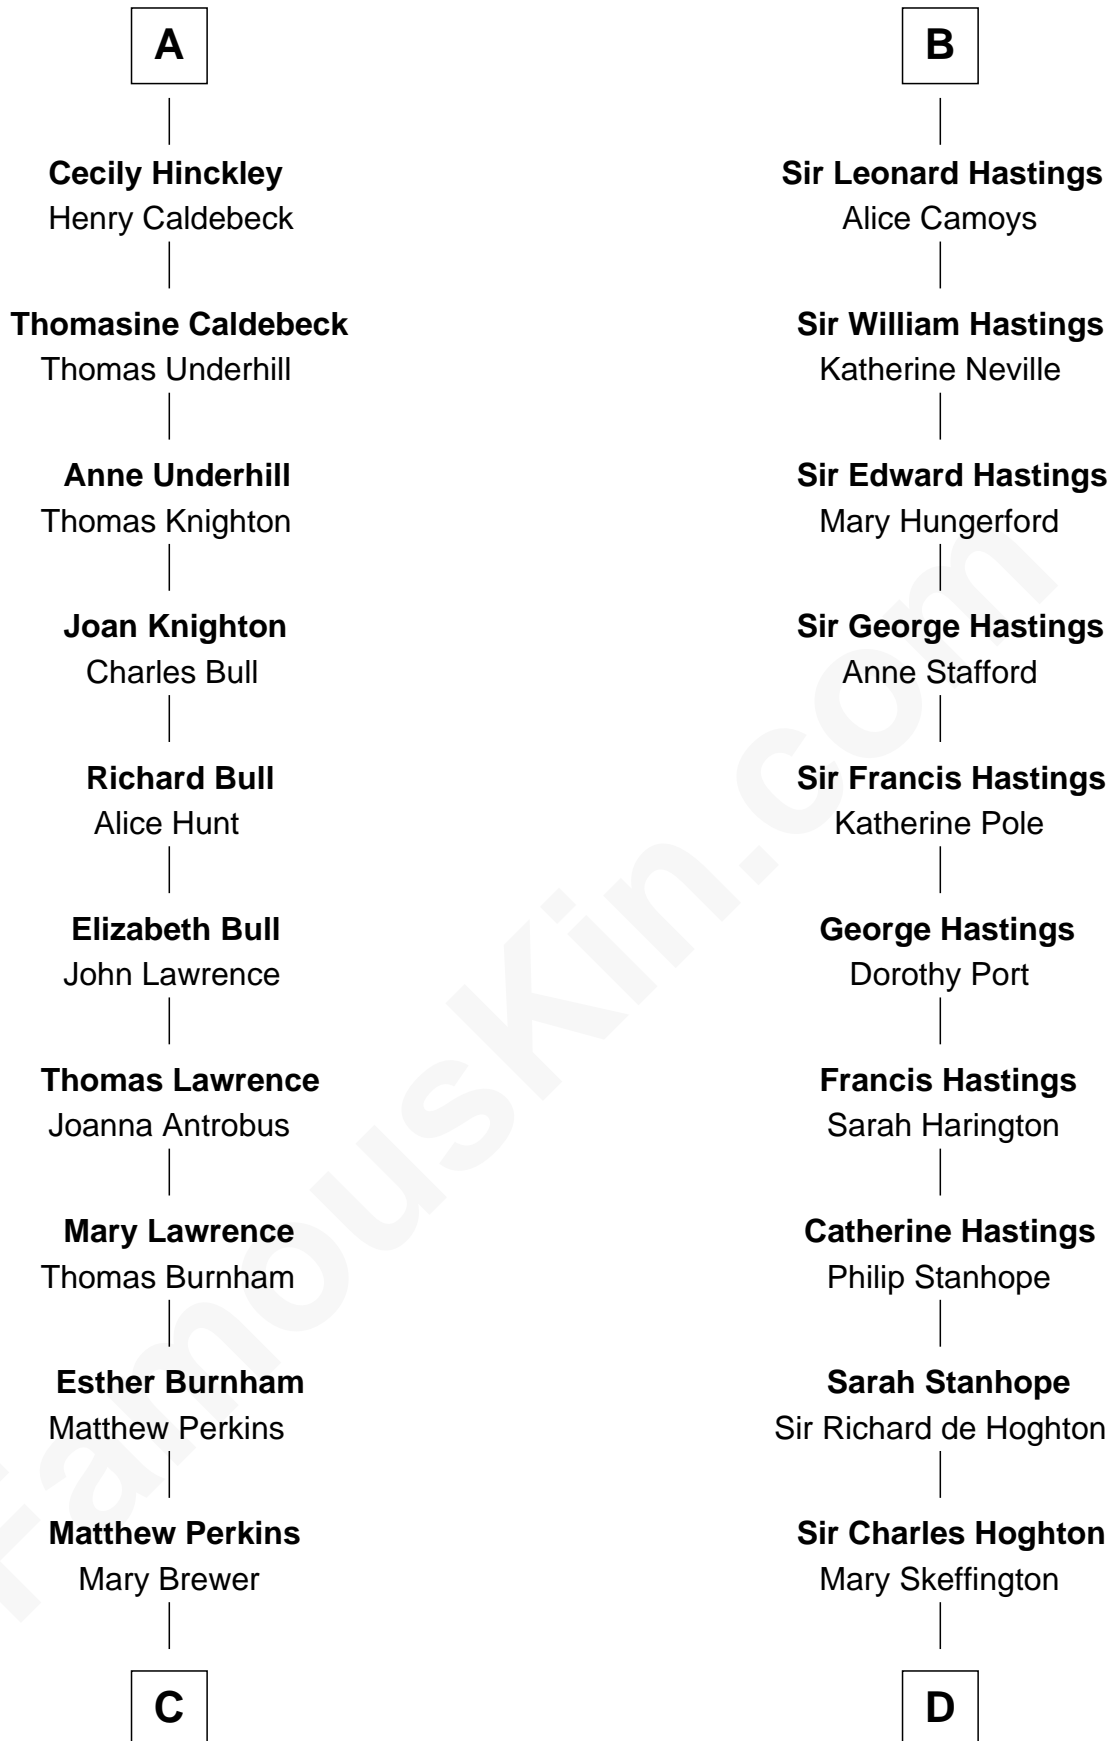 A
Cecily Hinckley
Henry Caldebeck
Thomasine Caldebeck
Thomas Underhill
Anne Underhill
Thomas Knighton
Joan Knighton
Charles Bull
Richard Bull
Alice Hunt
Elizabeth Bull
John Lawrence
Thomas Lawrence
Joanna Antrobus
Mary Lawrence
Thomas Burnham
Esther Burnham
Matthew Perkins
Matthew Perkins
Mary Brewer
C
B
Sir Leonard Hastings
Alice Camoys
Sir William Hastings
Katherine Neville
Sir Edward Hastings
Mary Hungerford
Sir George Hastings
Anne Stafford
Sir Francis Hastings
Katherine Pole
George Hastings
Dorothy Port
Francis Hastings
Sarah Harington
Catherine Hastings
Philip Stanhope
Sarah Stanhope
Sir Richard de Hoghton
Sir Charles Hoghton
Mary Skeffington
D
FamousKin.com